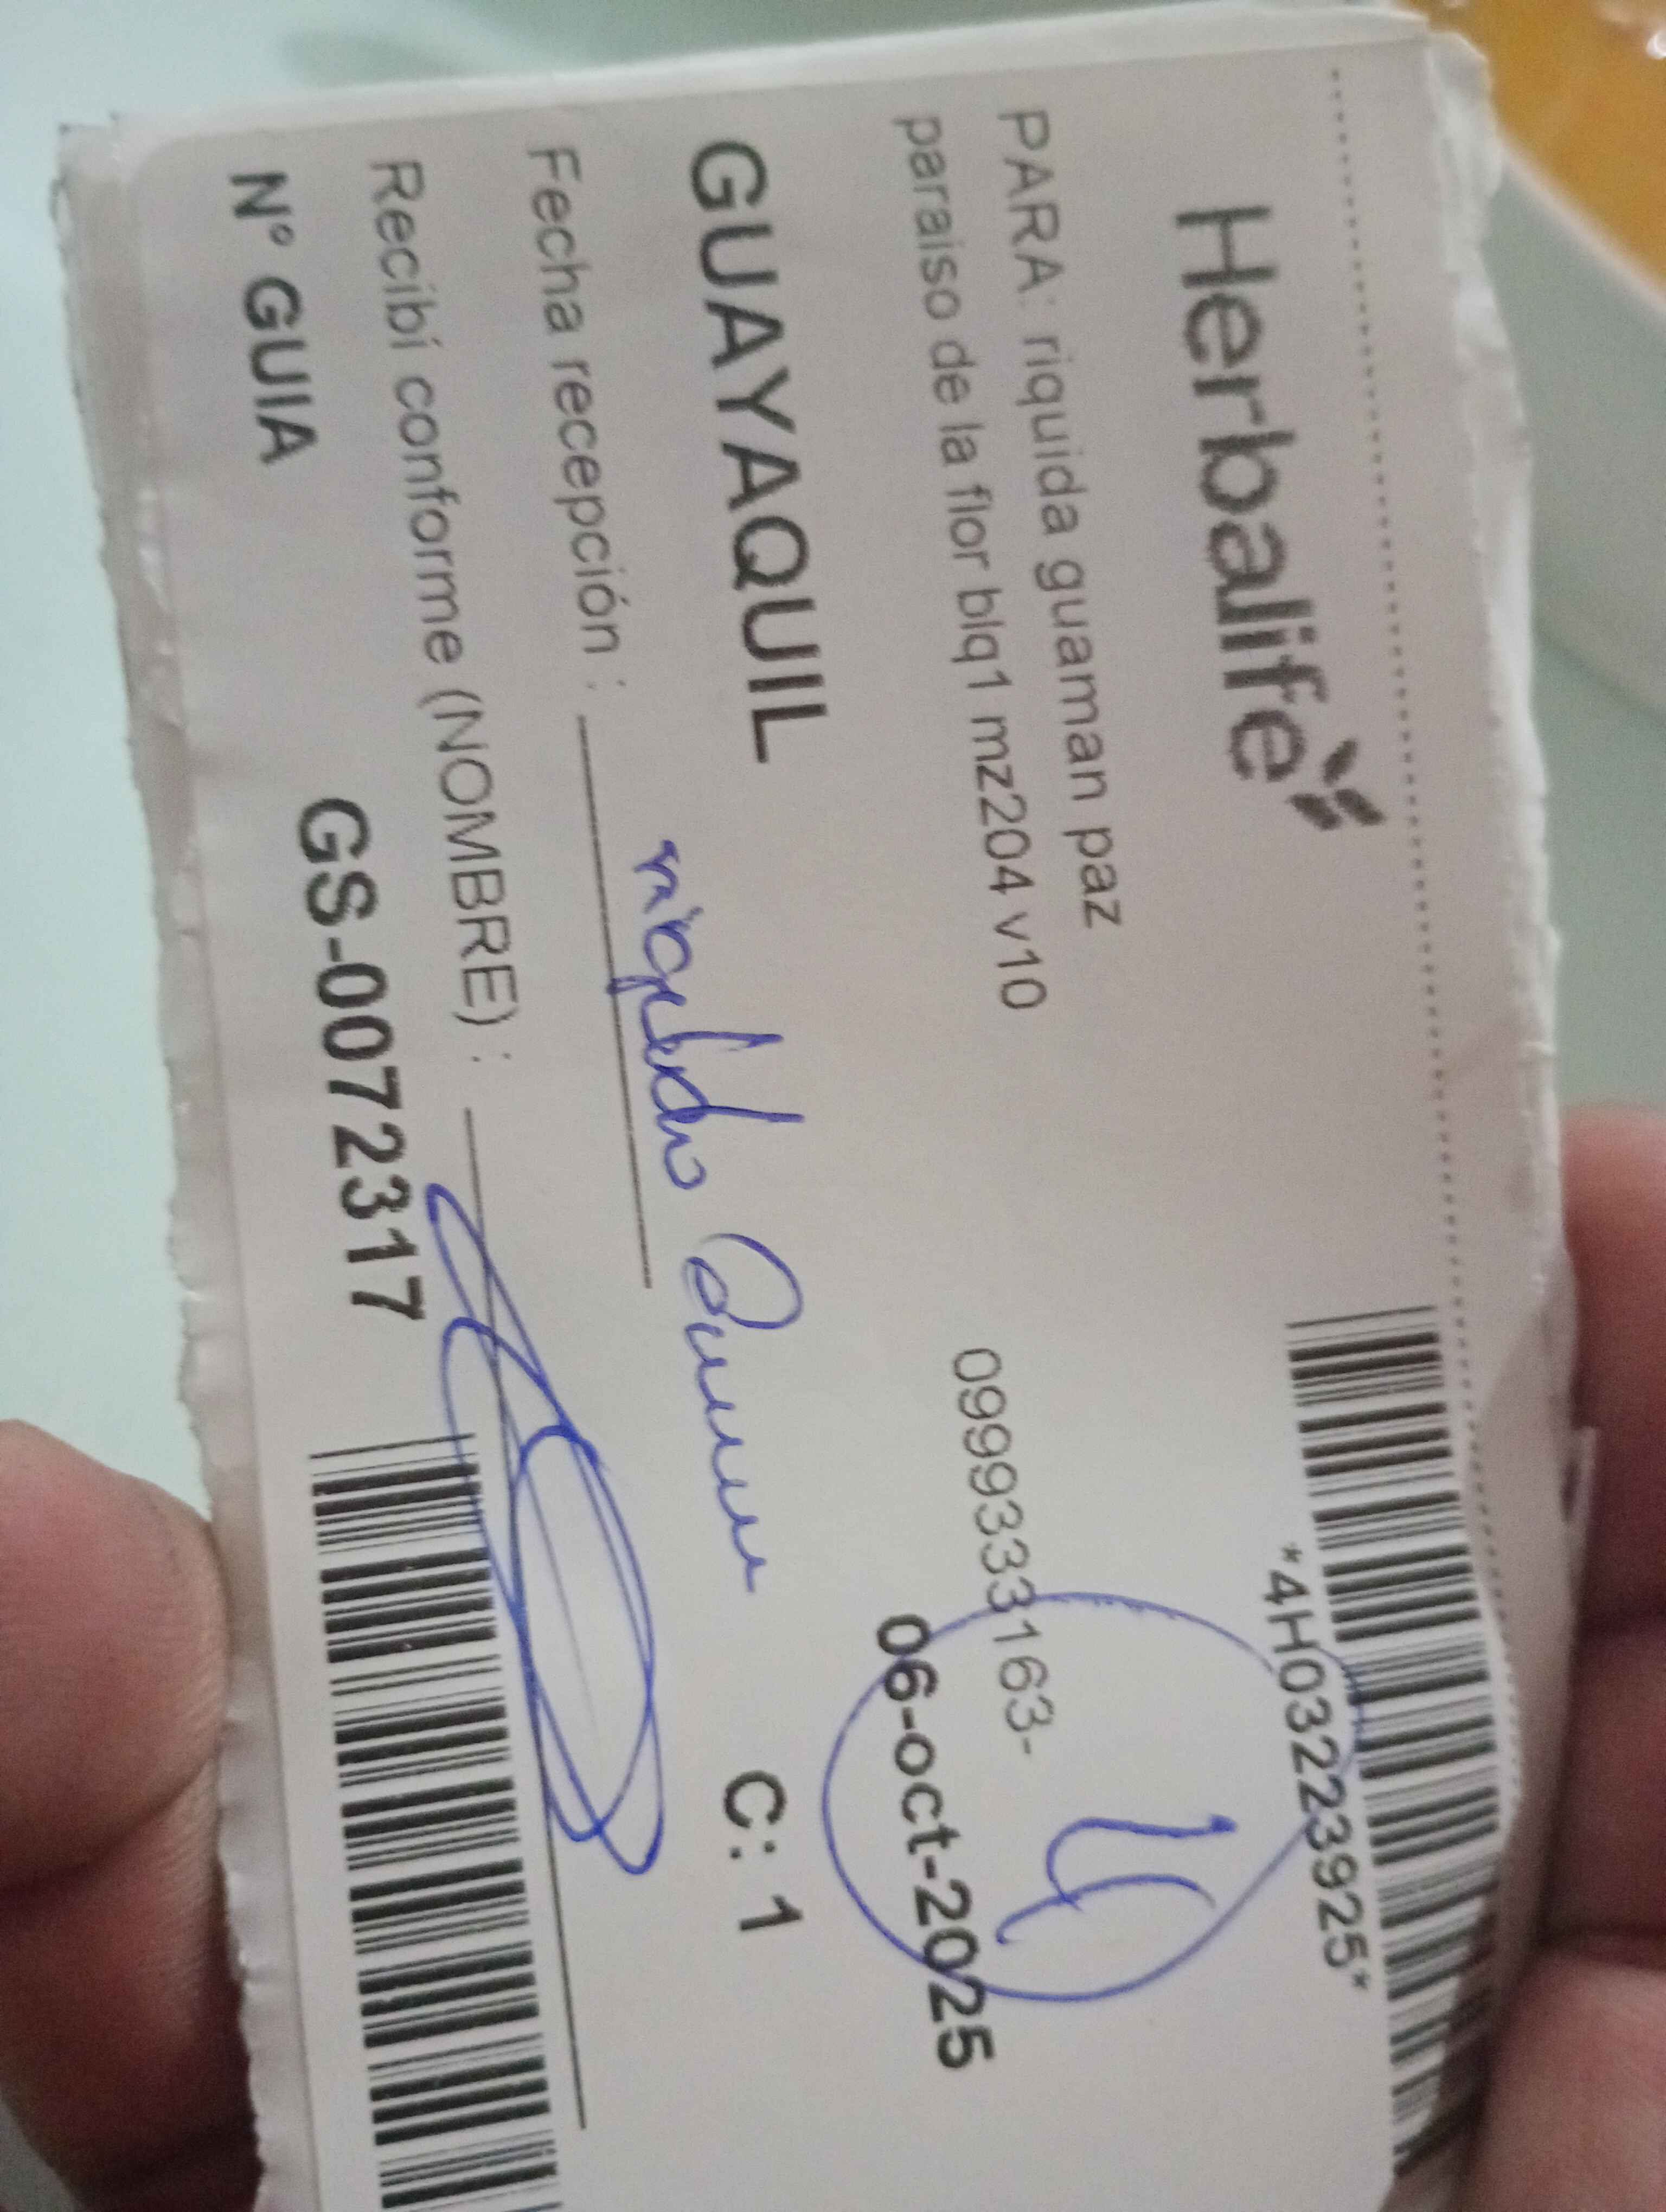 Herbalife
*4H03223925*
PARA: riquida guaman paz
paraiso de la flor blq1 mz204 v10
0999333163-
06-oct-2025
GUAYAQUIL
C: 1
Fecha recepción :
Recibí conforme (NOMBRE) :
N° GUIA
GS-0072317